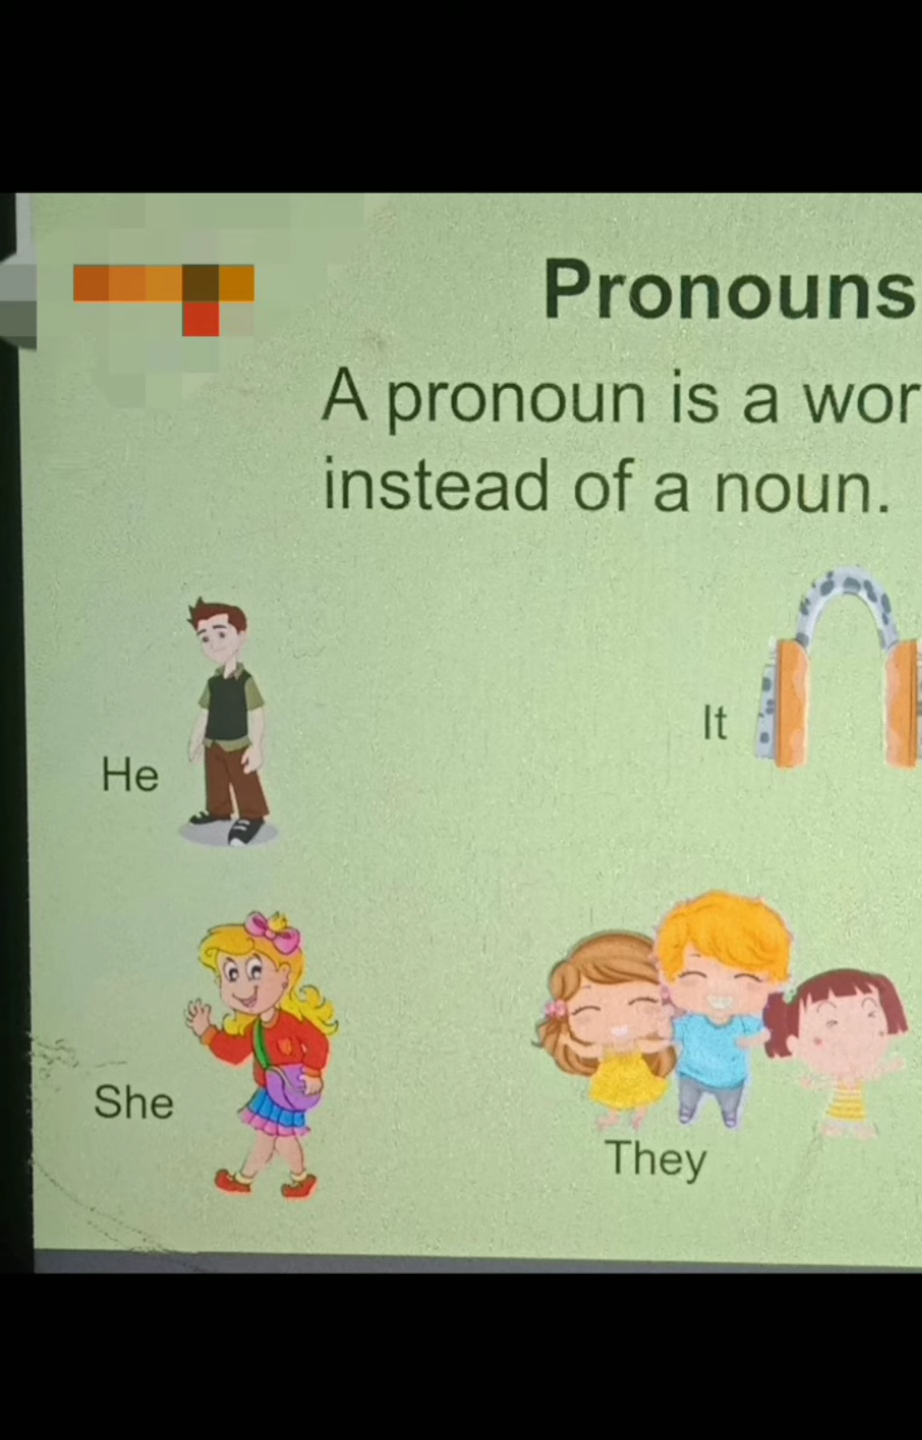 Pronouns
A pronoun is a wor
instead of a noun.
It
He
She
They